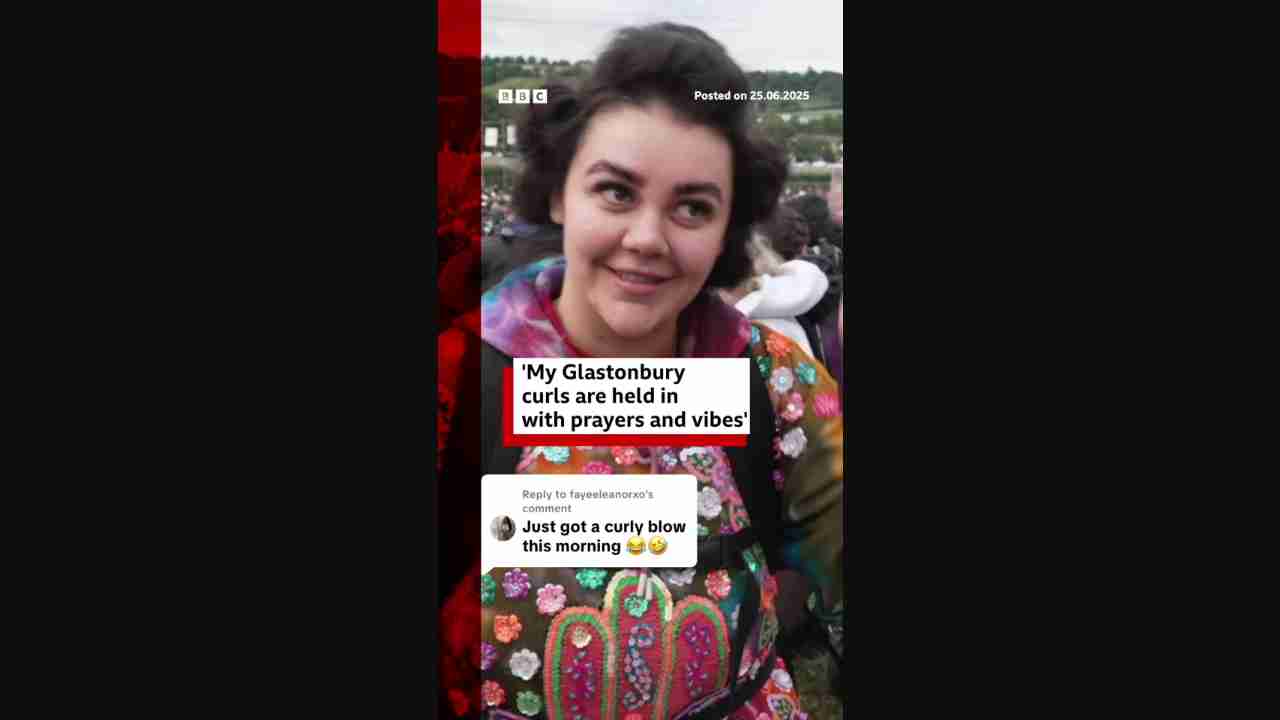 BBC
Posted on 25.06.2025
'My Glastonbury
curls are held in
with prayers and vibes'
Reply to fayeeleanorxo's
comment
Just got a curly blow
this morning 😂🤣